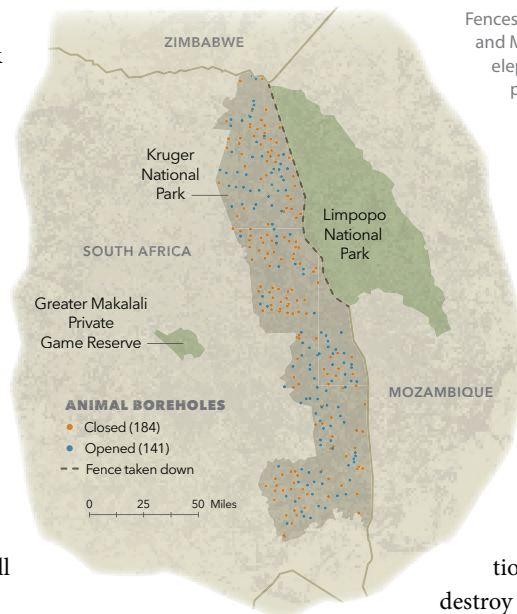 Fences
and M
elep
p
k
ZIMBABWE
Kruger
National
Park
Limpopo
National
Park
SOUTH AFRICA
Greater Makalali
Private
Game Reserve
MOZAMBIQUE
ANIMAL BOREHOLES
Closed (184)
Opened (141)
Fence taken down
0 25 50 Miles
ll
tio
destroy